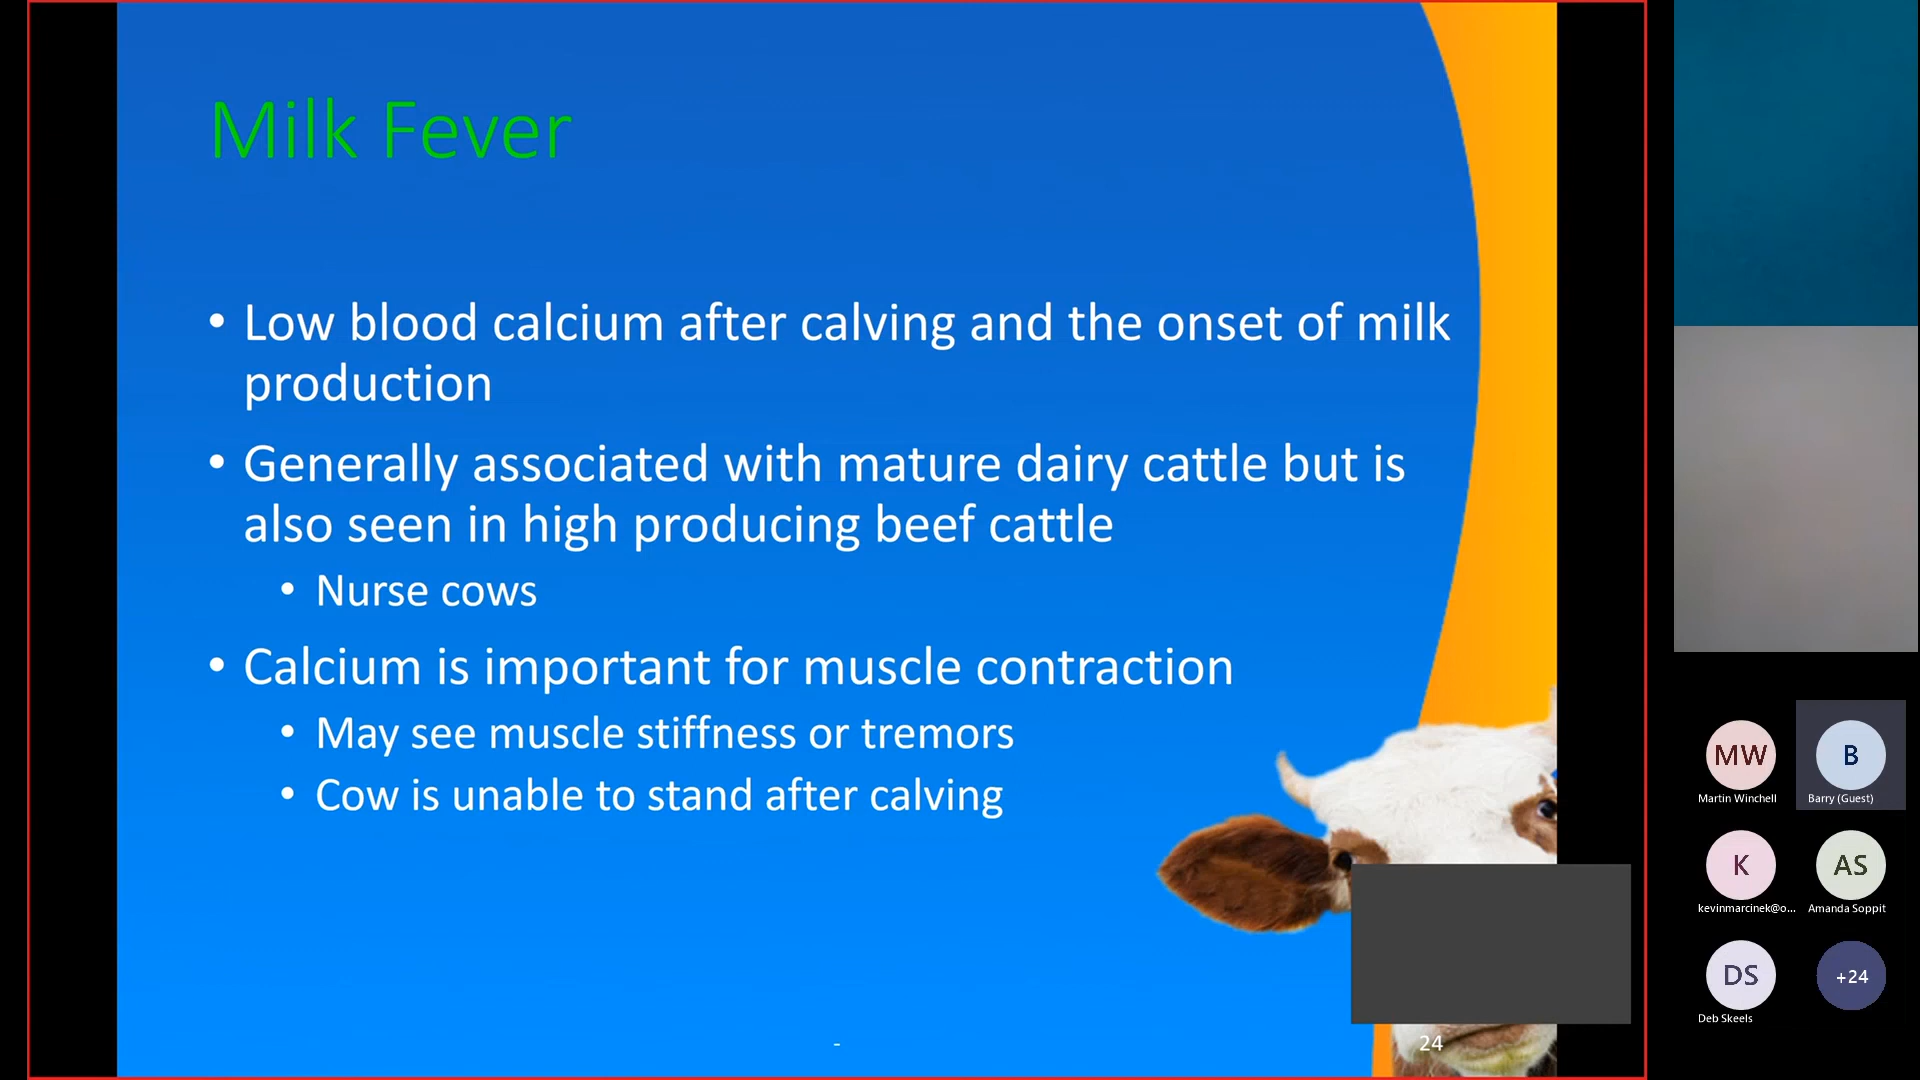 Milk Fever
• Low blood calcium after calving and the onset of milk
production
• Generally associated with mature dairy cattle but is
also seen in high producing beef cattle
• Nurse cows
• Calcium is important for muscle contraction
• May see muscle stiffness or tremors
• Cow is unable to stand after calving
-
24
MW
Martin Winchell
B
Barry (Guest)
K
kevinmarcinek@o...
AS
Amanda Soppit
DS
Deb Skeels
+24